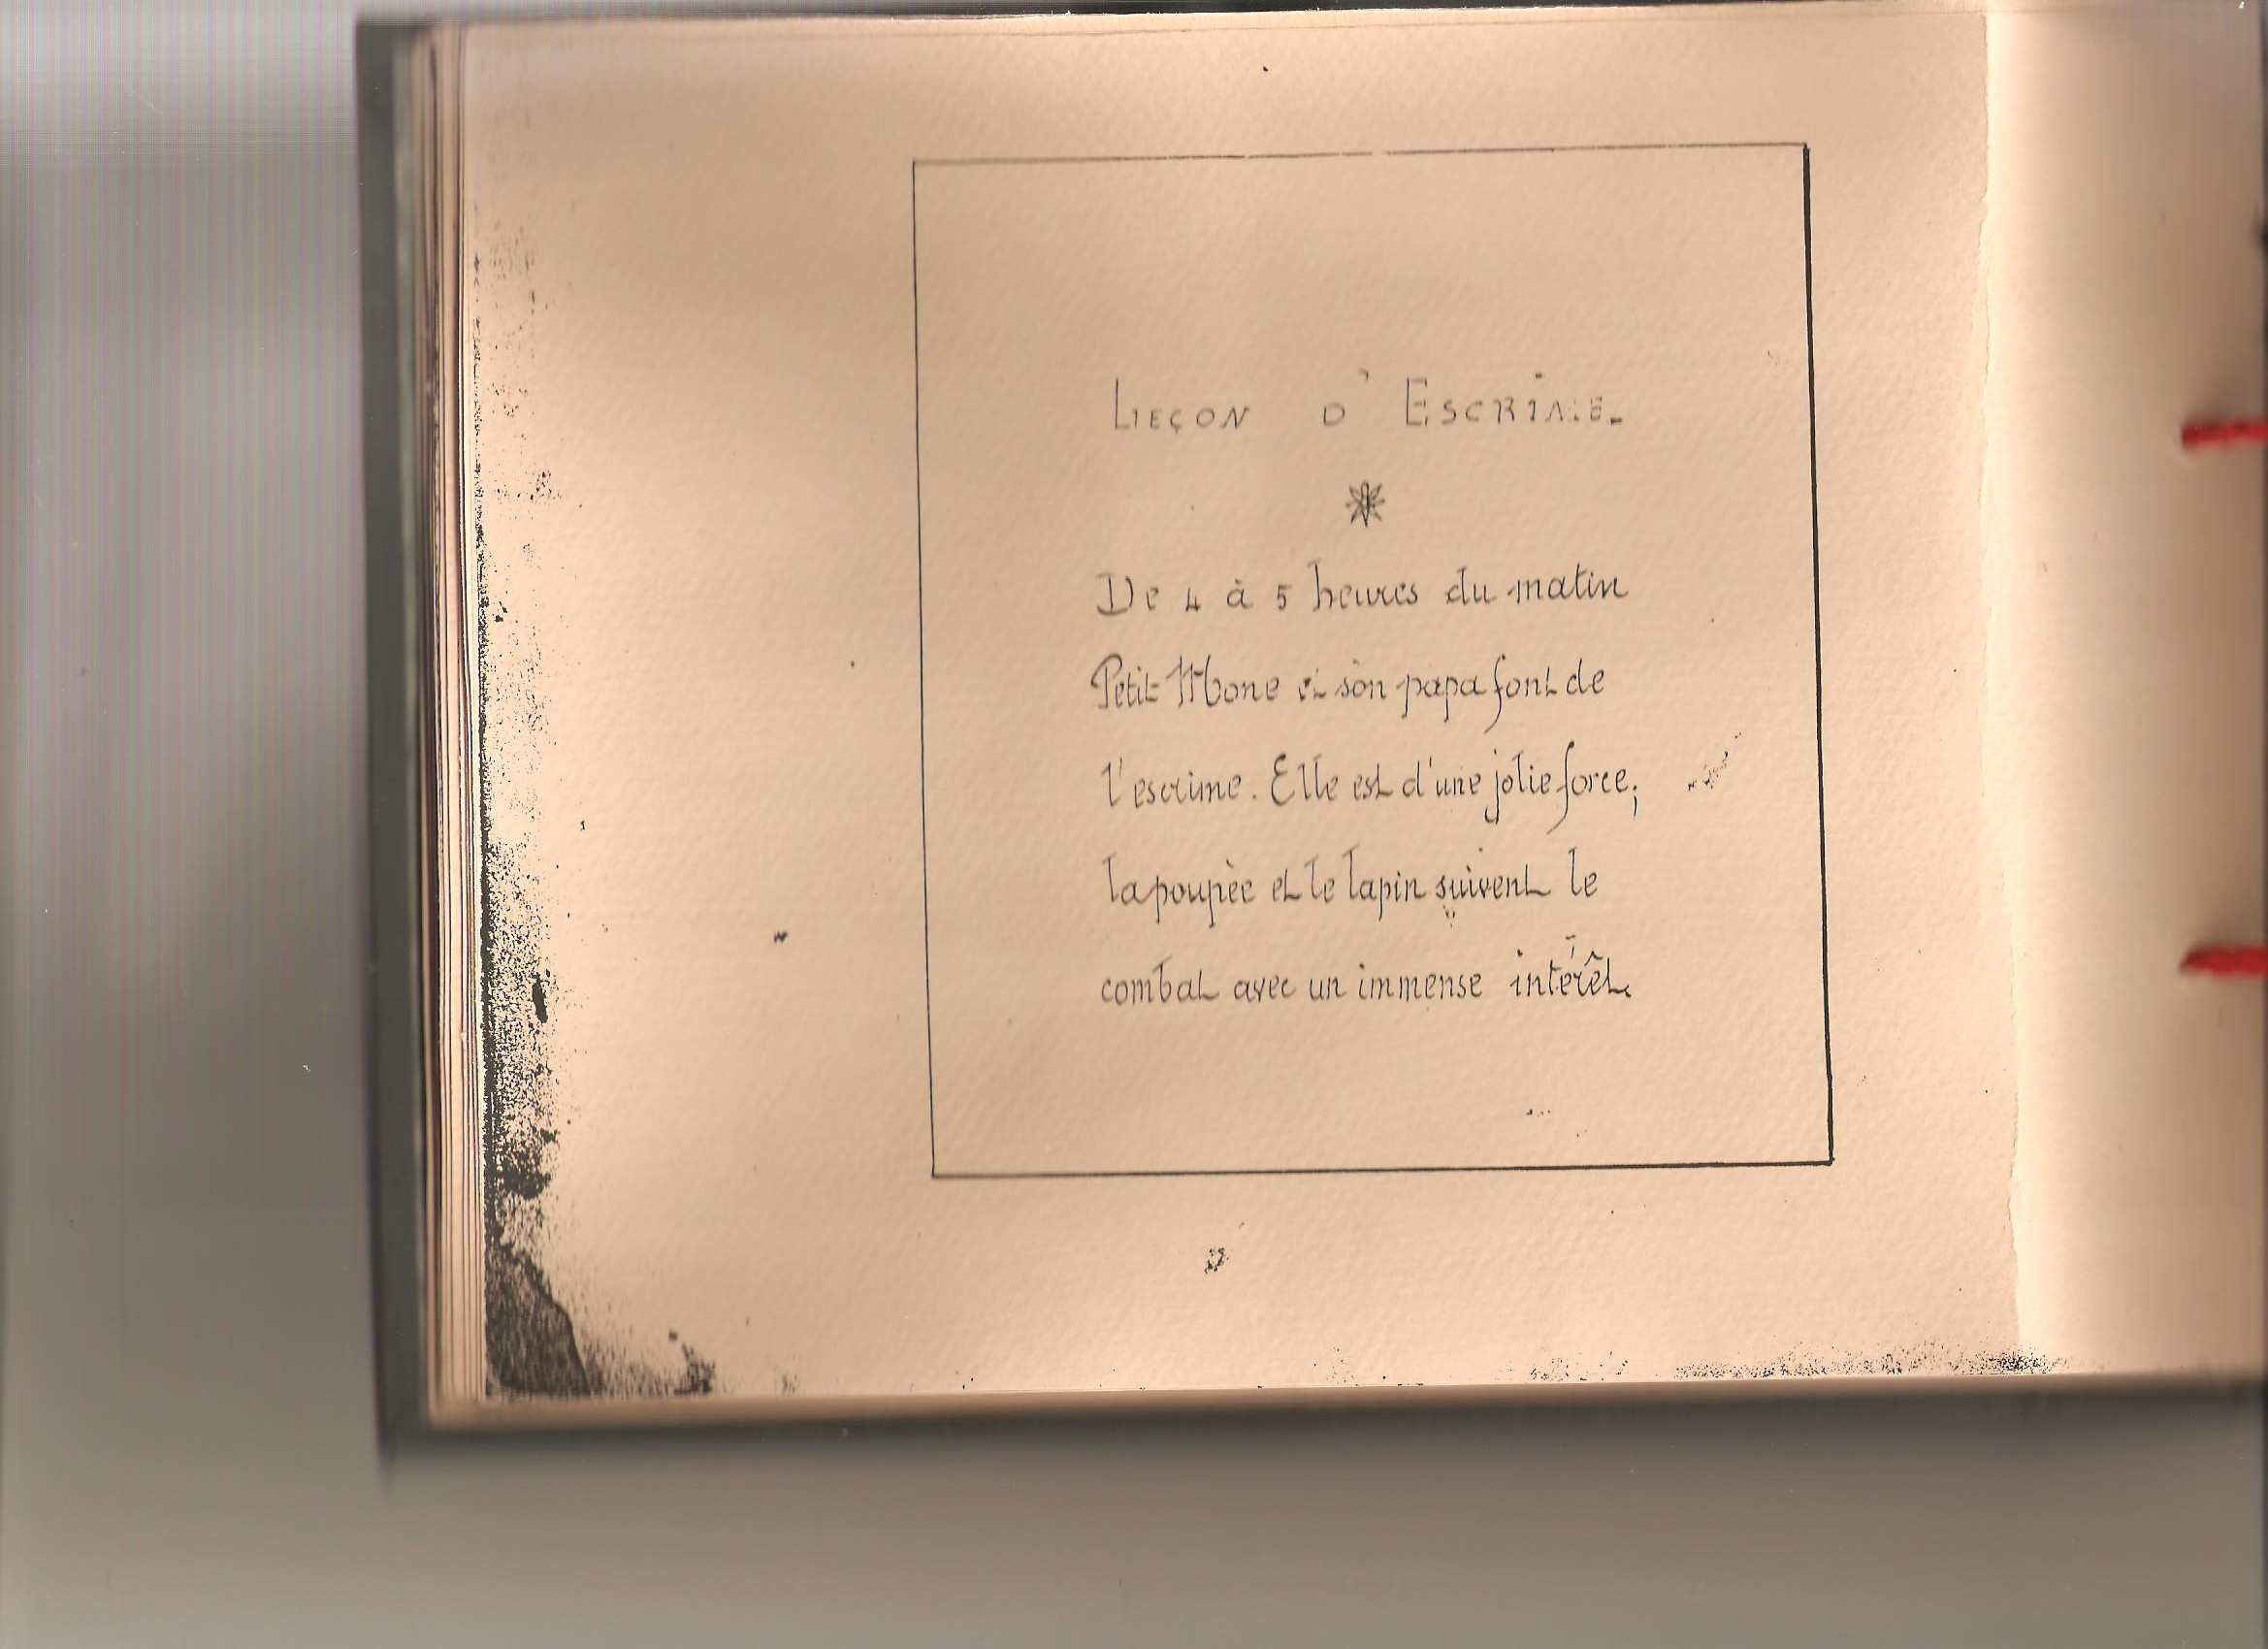 LEÇON D'ESCRIME.
De 4 à 5 heures du matin
Petit Mone et son papa font de
l'escrime. Elle est d'une jolie force;
la poupée et le lapin suivent le
combat avec un immense intérêt.